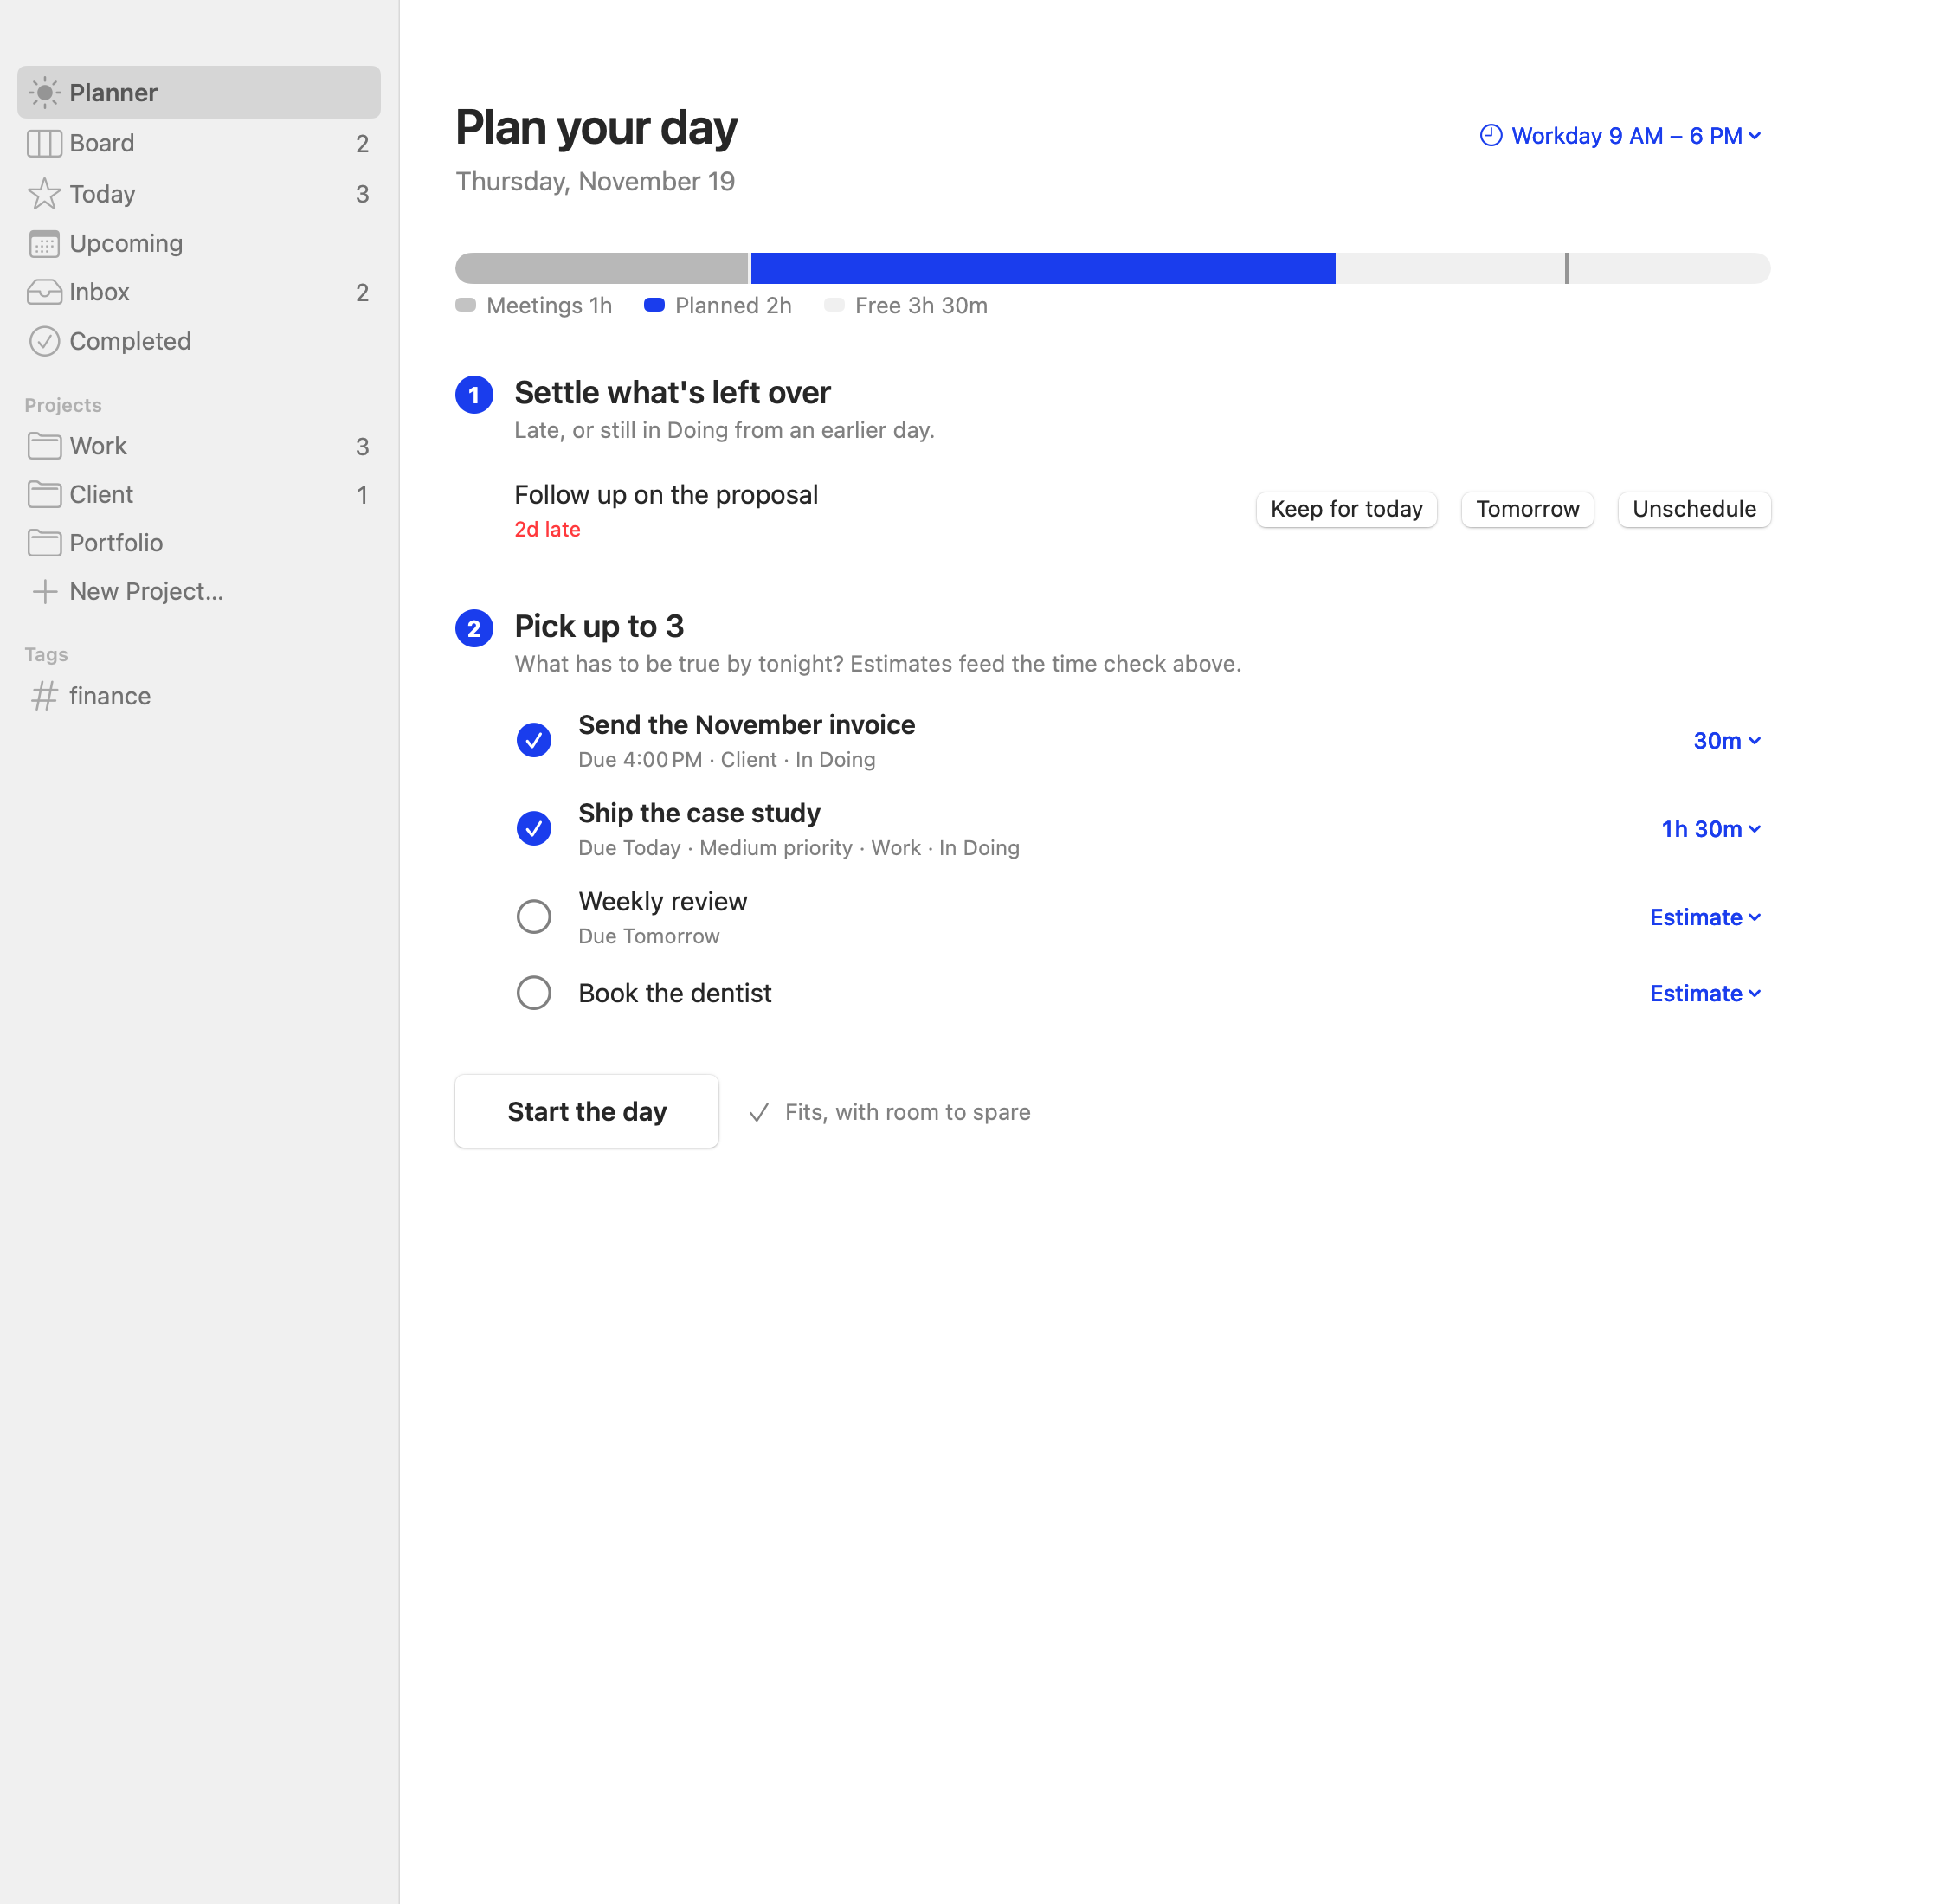 Planner
Board 2
Today 3
Upcoming
Inbox 2
Completed
Projects
Work 3
Client 1
Portfolio
New Project...
Tags
finance
Plan your day
Workday 9 AM – 6 PM
Thursday, November 19
Meetings 1h Planned 2h Free 3h 30m
1 Settle what's left over
Late, or still in Doing from an earlier day.
Follow up on the proposal
2d late
Keep for today Tomorrow Unschedule
2 Pick up to 3
What has to be true by tonight? Estimates feed the time check above.
Send the November invoice
Due 4:00 PM · Client · In Doing
30m
Ship the case study
Due Today · Medium priority · Work · In Doing
1h 30m
Weekly review
Due Tomorrow
Estimate
Book the dentist
Estimate
Start the day
Fits, with room to spare